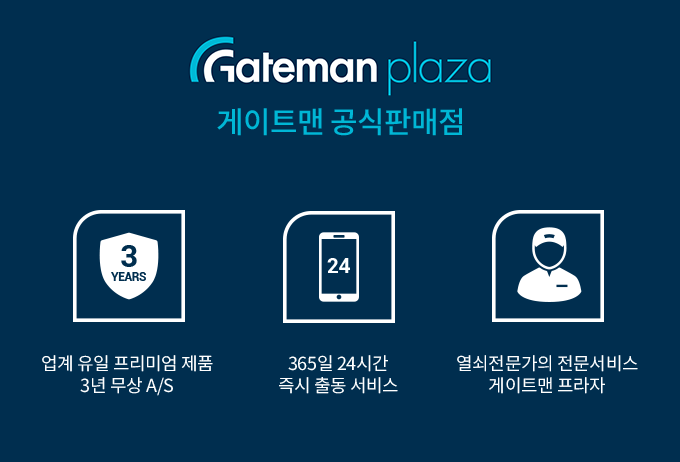 Gateman plaza
게이트맨 공식판매점
3
YEARS
24
업계 유일 프리미엄 제품
3년 무상 A/S
365일 24시간
즉시 출동 서비스
열쇠전문가의 전문서비스
게이트맨 프라자